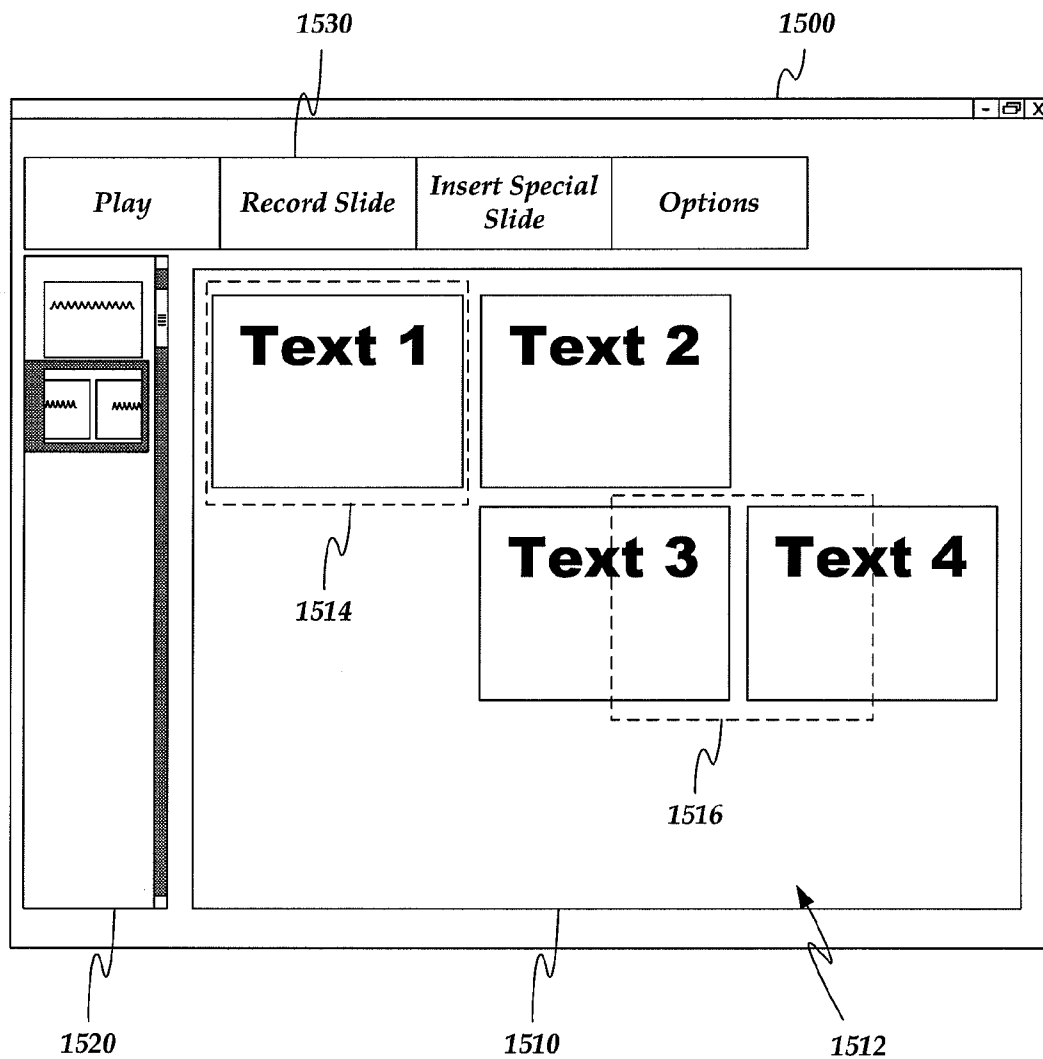 1530
1500
- X
Play
Record Slide
Insert Special
Slide
Options
Text 1
Text 2
Text 3
Text 4
1514
1516
1520
1510
1512